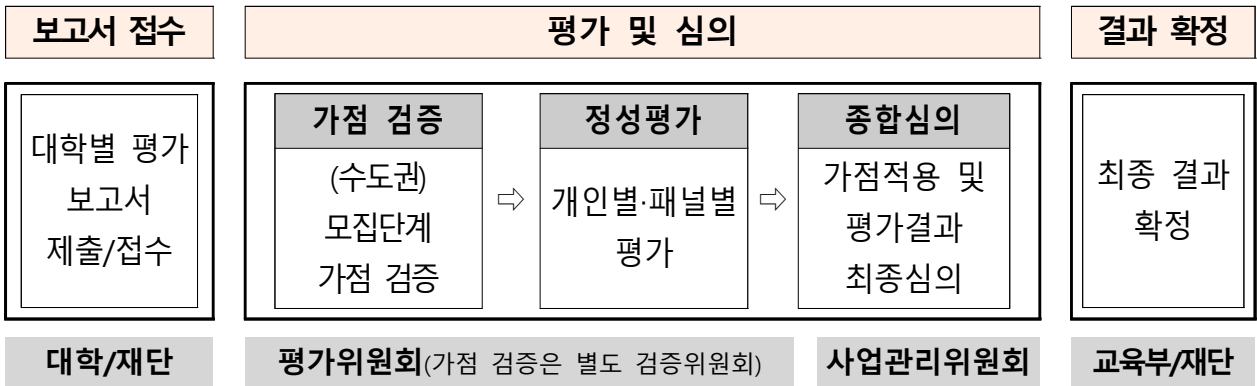 보고서 접수
평가 및 심의
결과 확정
대학별 평가
보고서
제출/접수
가점 검증
(수도권)
모집단계
가점 검증
⇨
정성평가
개인별·패널별
평가
⇨
종합심의
가점적용 및
평가결과
최종심의
최종 결과
확정
대학/재단
평가위원회(가점 검증은 별도 검증위원회)
사업관리위원회
교육부/재단